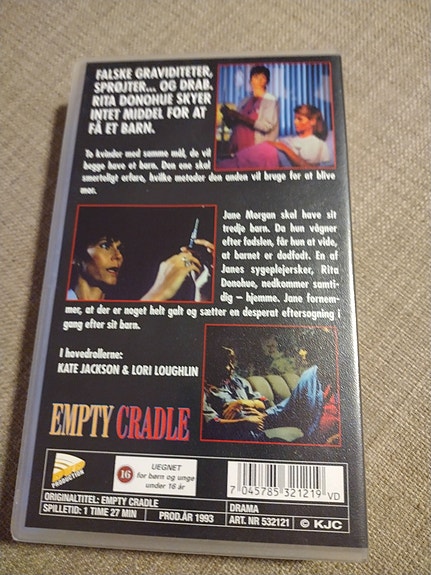 FALSKE GRAVIDITETER,
SPRØJTER... OG DRAB.
RITA DONOHUE SKYER
INTET MIDDEL FOR AT
FÅ ET BARN.
To kvinder med samme mål, de vil
begge have et barn. Den ene skal
smerteligt erfare, hvilke metoder den anden vil bruge for at blive
mor.
Jane Morgan skal have sit
tredje barn. Da hun vågner
efter fødslen, får hun at vide,
at barnet er dødfødt. En af
Janes sygeplejersker, Rita
Donohue, nedkommer samti-
dig – hjemme. Jane fornem-
mer, at der er noget helt galt og sætter en desperat eftersøgning i
gang efter sit barn.
I hovedrollerne:
KATE JACKSON & LORI LOUGHLIN
EMPTY CRADLE
PRODUCTION
16
UEGNET
for børn og unge
under 16 år
7 045785 321219 VD
ORIGINALTITEL: EMPTY CRADLE
DRAMA
SPILLETID: 1 TIME 27 MIN
PROD.ÅR 1993
ART. NR 532121
© KJC